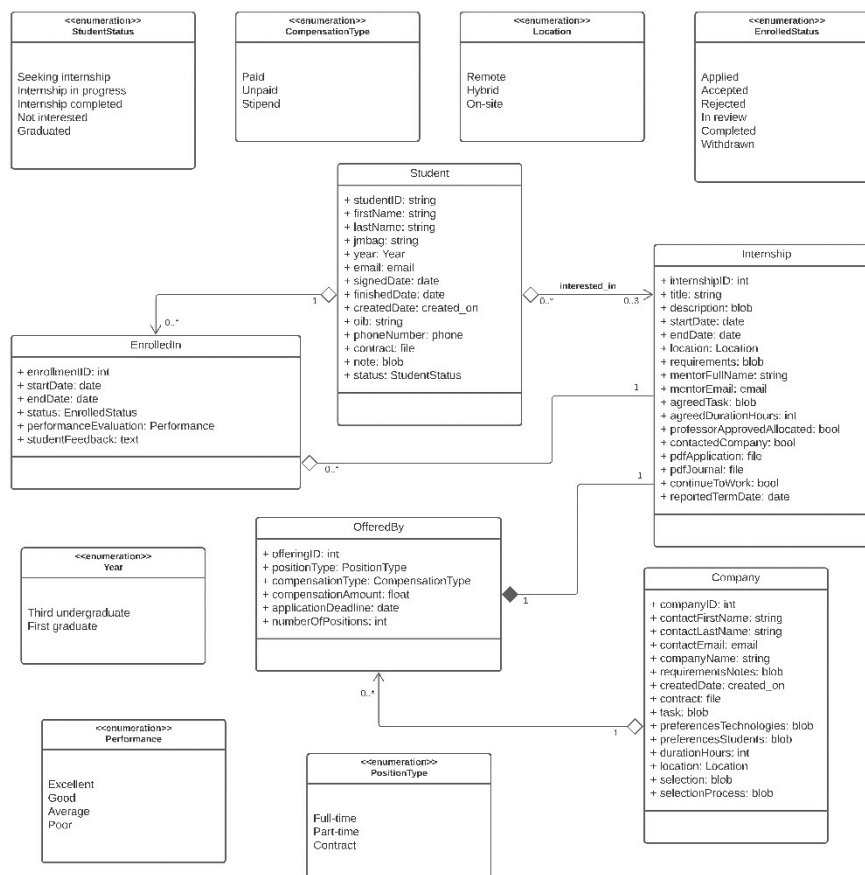 <<enumeration>>
StudentStatus
Seeking internship
Internship in progress
Internship completed
Not interested
Graduated
<<enumeration>>
CompensationType
Paid
Unpaid
Stipend
<<enumeration>>
Location
Remote
Hybrid
On-site
<<enumeration>>
EnrolledStatus
Applied
Accepted
Rejected
In review
Completed
Withdrawn
Student
+ studentID: string
+ firstName: string
+ lastName: string
+ jmbag: string
+ year: Year
+ email: email
+ signedDate: date
+ finishedDate: date
+ createdDate: created_on
+ oib: string
+ phoneNumber: phone
+ contract: file
+ note: blob
+ status: StudentStatus
interested_in
0..*
0..3
1
0..*
Internship
+ internshipID: int
+ title: string
+ description: blob
+ startDate: date
+ endDate: date
+ location: Location
+ requirements: blob
+ mentorFullName: string
+ mentorEmail: email
+ agreedTask: blob
+ agreedDurationHours: int
+ professorApprovedAllocated: bool
+ contactedCompany: bool
+ pdfApplication: file
+ pdfJournal: file
+ continueToWork: bool
+ reportedTermDate: date
EnrolledIn
+ enrollmentID: int
+ startDate: date
+ endDate: date
+ status: EnrolledStatus
+ performanceEvaluation: Performance
+ studentFeedback: text
1
0..*
1
OfferedBy
+ offeringID: int
+ positionType: PositionType
+ compensationType: CompensationType
+ compensationAmount: float
+ applicationDeadline: date
+ numberOfPositions: int
1
0..*
1
<<enumeration>>
Year
Third undergraduate
First graduate
Company
+ companyID: int
+ contactFirstName: string
+ contactLastName: string
+ contactEmail: email
+ companyName: string
+ requirementsNotes: blob
+ createdDate: created_on
+ contract: file
+ task: blob
+ preferencesTechnologies: blob
+ preferencesStudents: blob
+ durationHours: int
+ location: Location
+ selection: blob
+ selectionProcess: blob
<<enumeration>>
Performance
Excellent
Good
Average
Poor
<<enumeration>>
PositionType
Full-time
Part-time
Contract